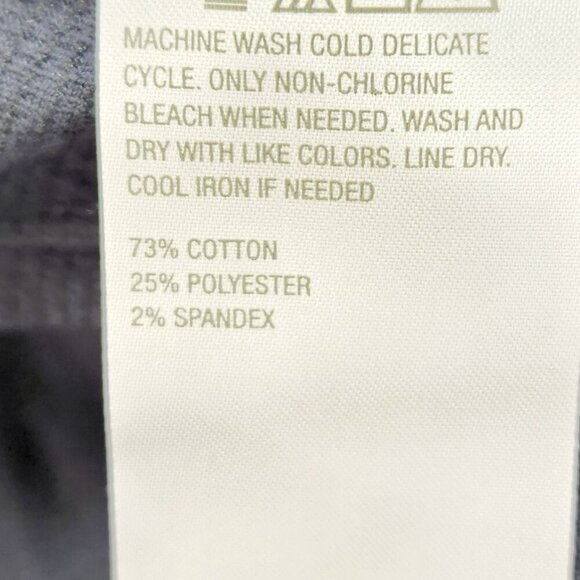 MACHINE WASH COLD DELICATE
CYCLE. ONLY NON-CHLORINE
BLEACH WHEN NEEDED. WASH AND
DRY WITH LIKE COLORS. LINE DRY.
COOL IRON IF NEEDED
73% COTTON
25% POLYESTER
2% SPANDEX